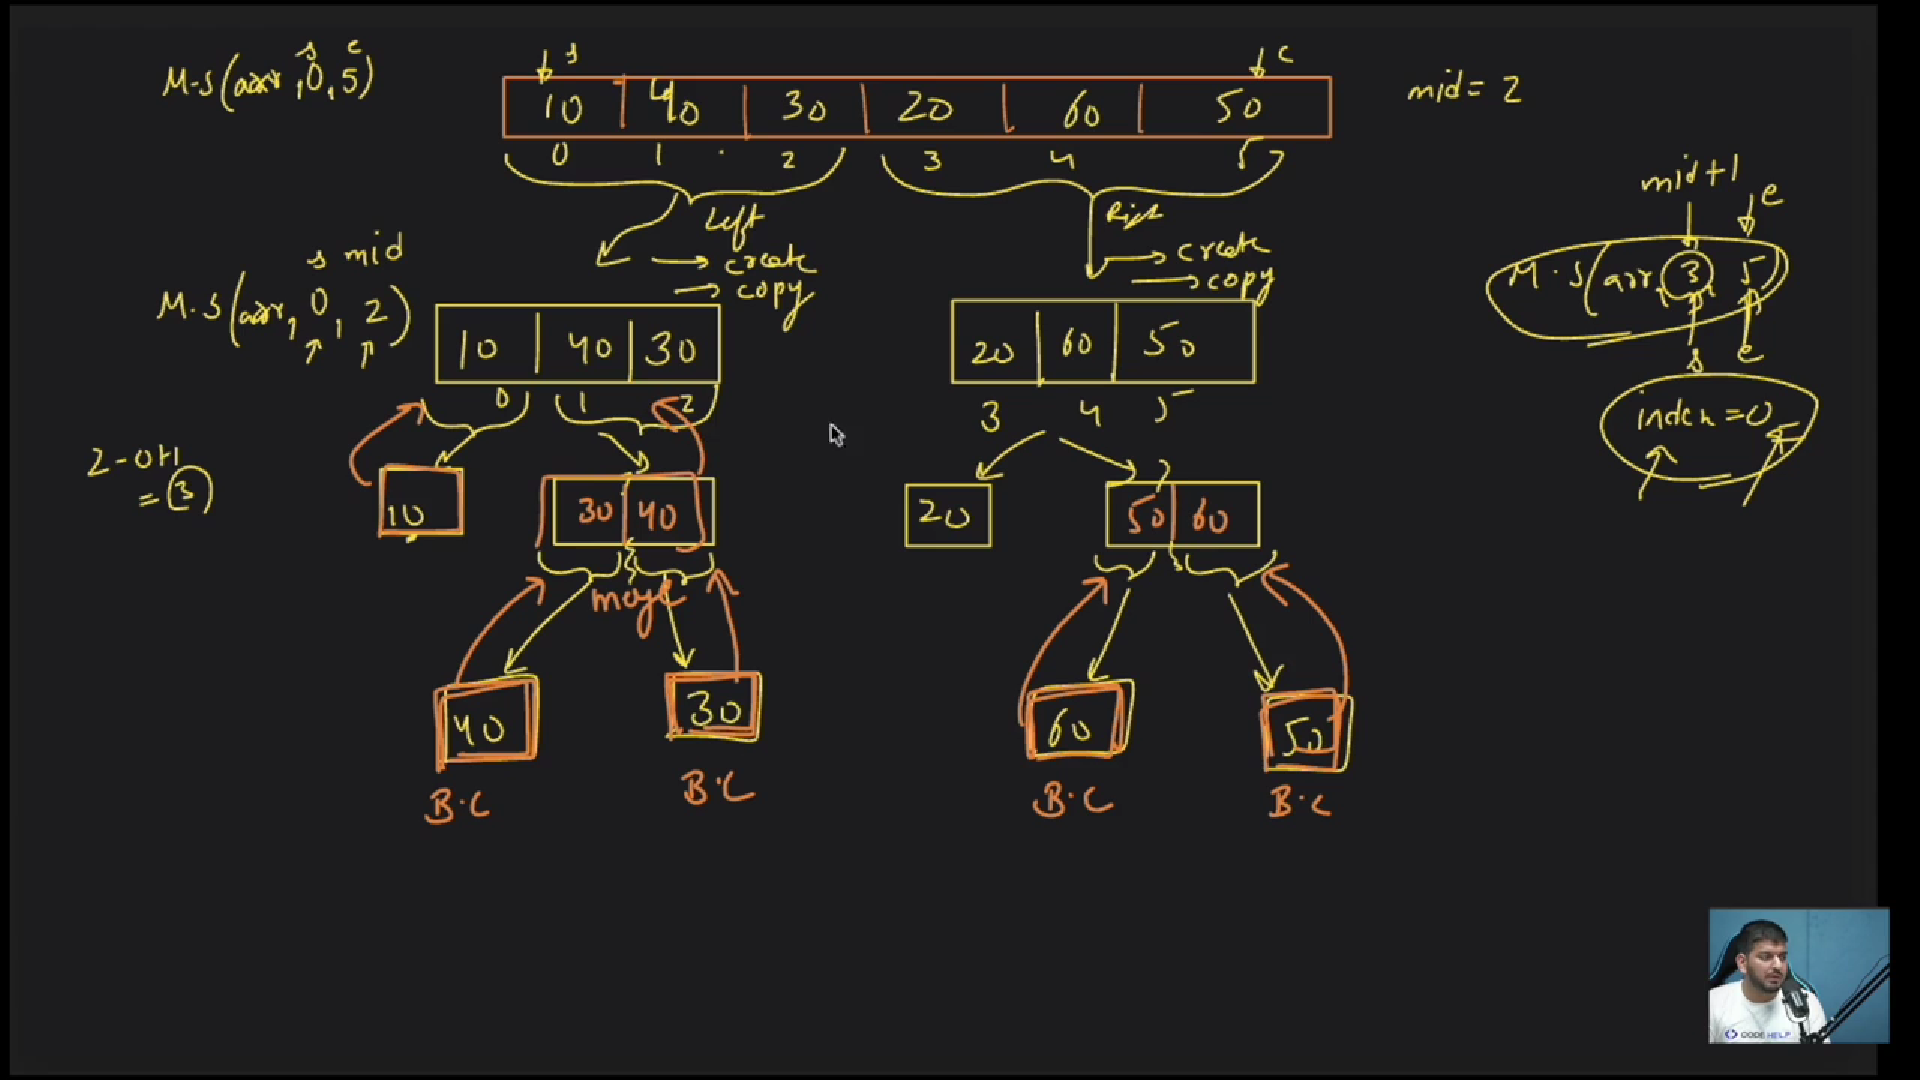 s e
M.S(arr,0,5)
s e
10 40 30 20 60 50
mid = 2
0 1 2 3 4 5
Left
Right
create
copy
create
copy
mid+1
e
M.S(arr,3,5)
s e
index=0
s mid
M.S(arr,0,2)
10 40 30
20 60 50
0 1 2
3 4 5
2-0+1
=3
10
30 40
20
50 60
merge
40
30
60
50
B.C
B.C
B.C
B.C
CODE HELP